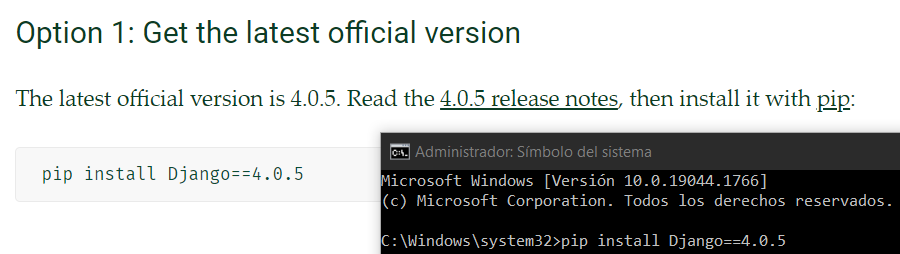 Option 1: Get the latest official version
The latest official version is 4.0.5. Read the 4.0.5 release notes, then install it with pip:
pip install Django==4.0.5
Administrador: Símbolo del sistema
Microsoft Windows [Versión 10.0.19044.1766]
(c) Microsoft Corporation. Todos los derechos reservados.
C:\Windows\system32>pip install Django==4.0.5